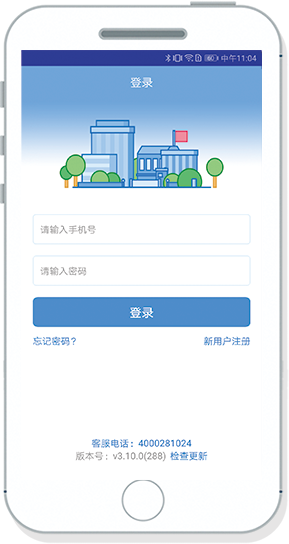 中午11:04
登录
请输入手机号
请输入密码
登录
忘记密码? 新用户注册
客服电话：4000281024
版本号：v3.10.0(288) 检查更新